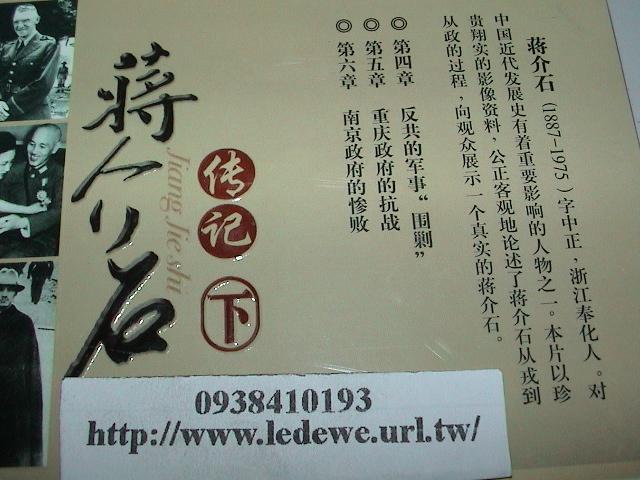 蒋介石（1887-1975）字中正，浙江奉化人。对
中国近代发展史有着重要影响的人物之一。本片以珍
贵翔实的影像资料，公正客观地论述了蒋介石从戎到
从政的过程，向观众展示一个真实的蒋介石。
◎ 第四章 反共的军事“围剿”
◎ 第五章 重庆政府的抗战
◎ 第六章 南京政府的惨败
传记 下
蒋介石
Jiang Jie shi
0938410193
http://www.ledewe.url.tw/